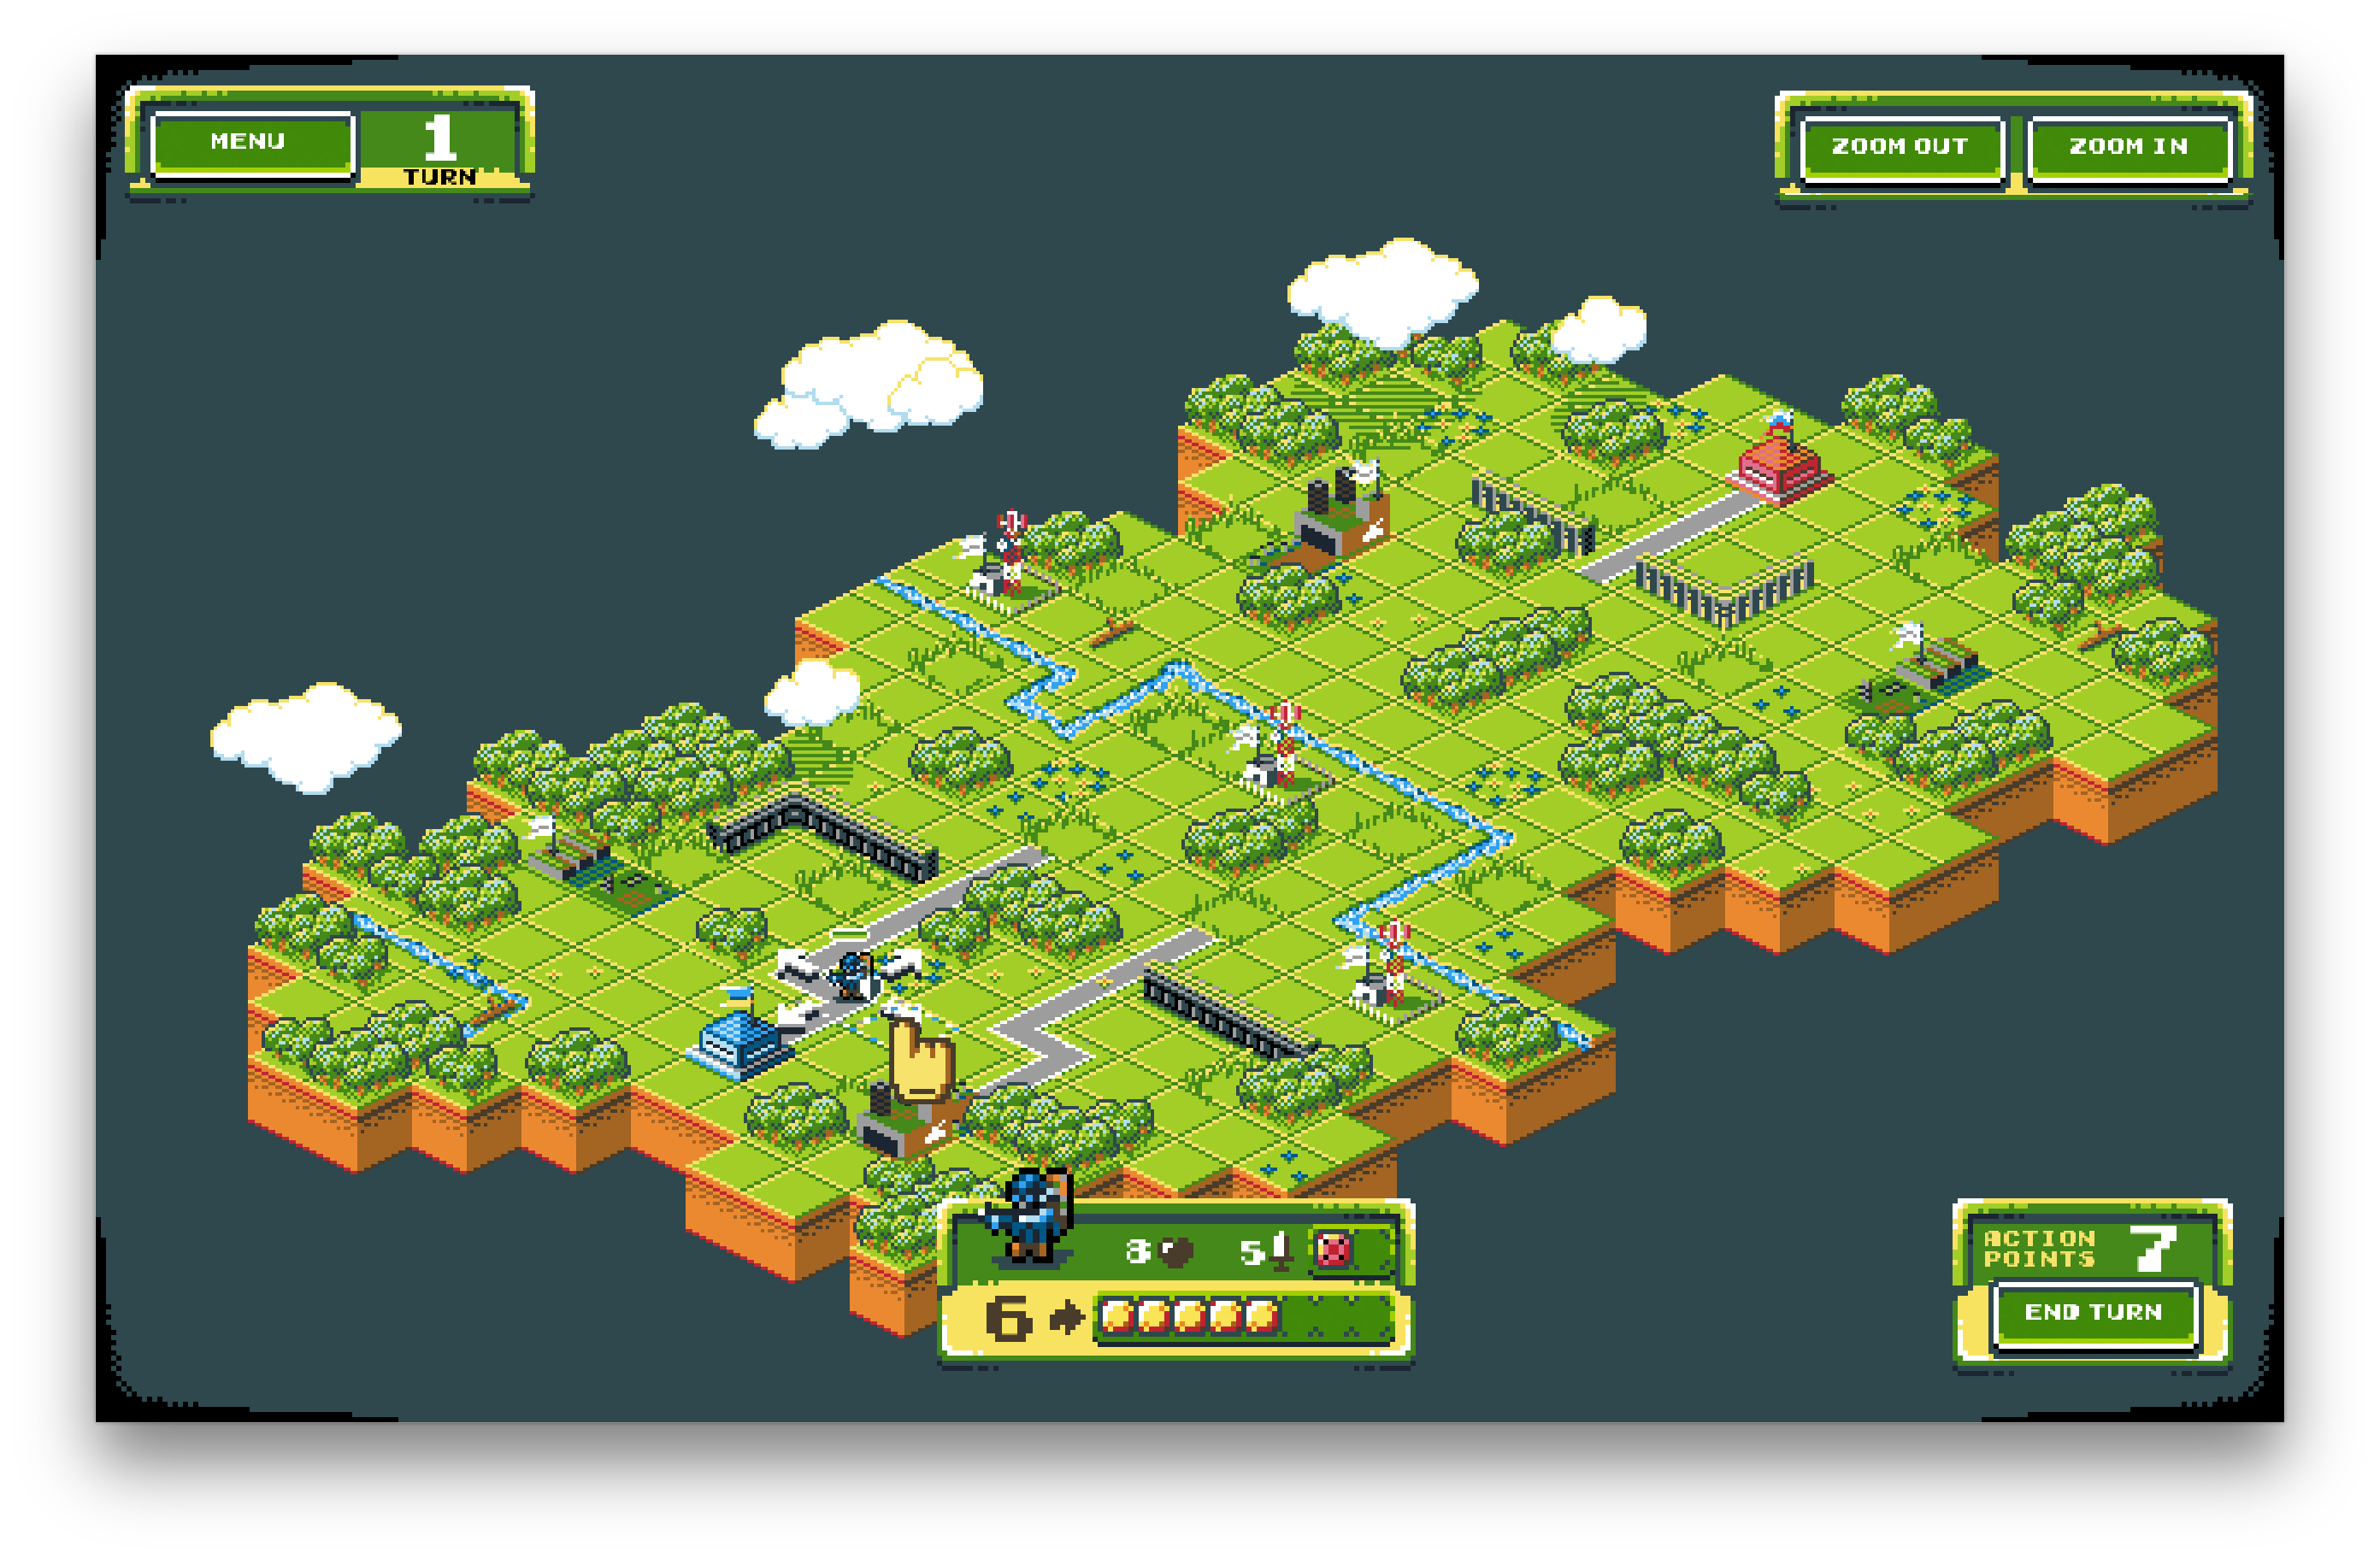 MENU
1
TURN
ZOOM OUT
ZOOM IN
8
5
6
ACTION
POINTS
7
END TURN